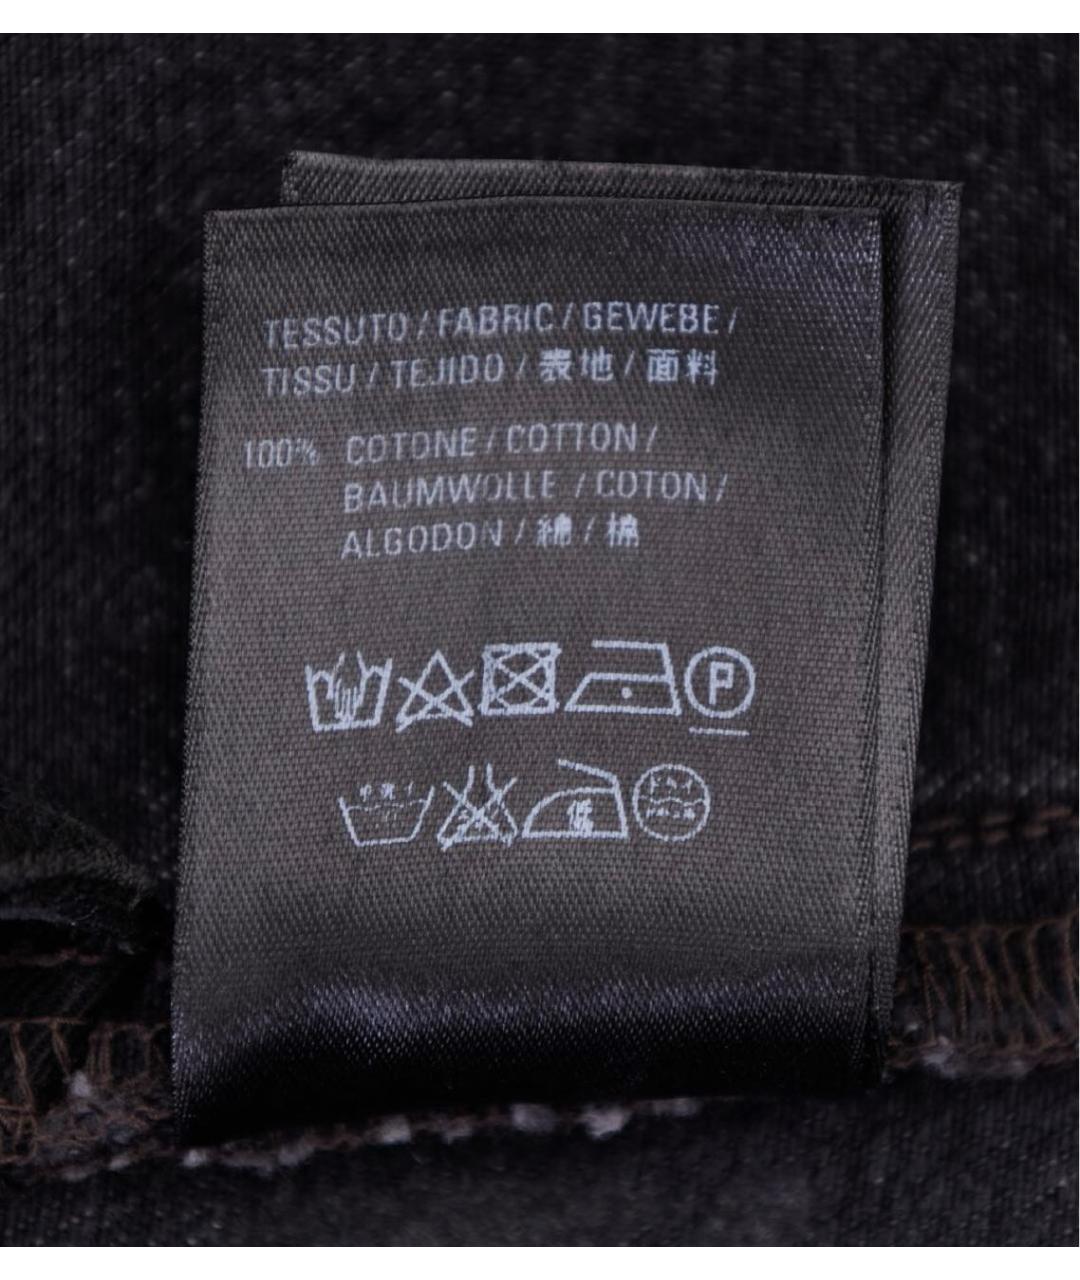 TESSUTO / FABRIC / GEWEBE /
TISSU / TEJIDO / 表地 / 面料
100% COTONE / COTTON /
BAUMWOLLE / COTON /
ALGODON / 綿 / 棉
P